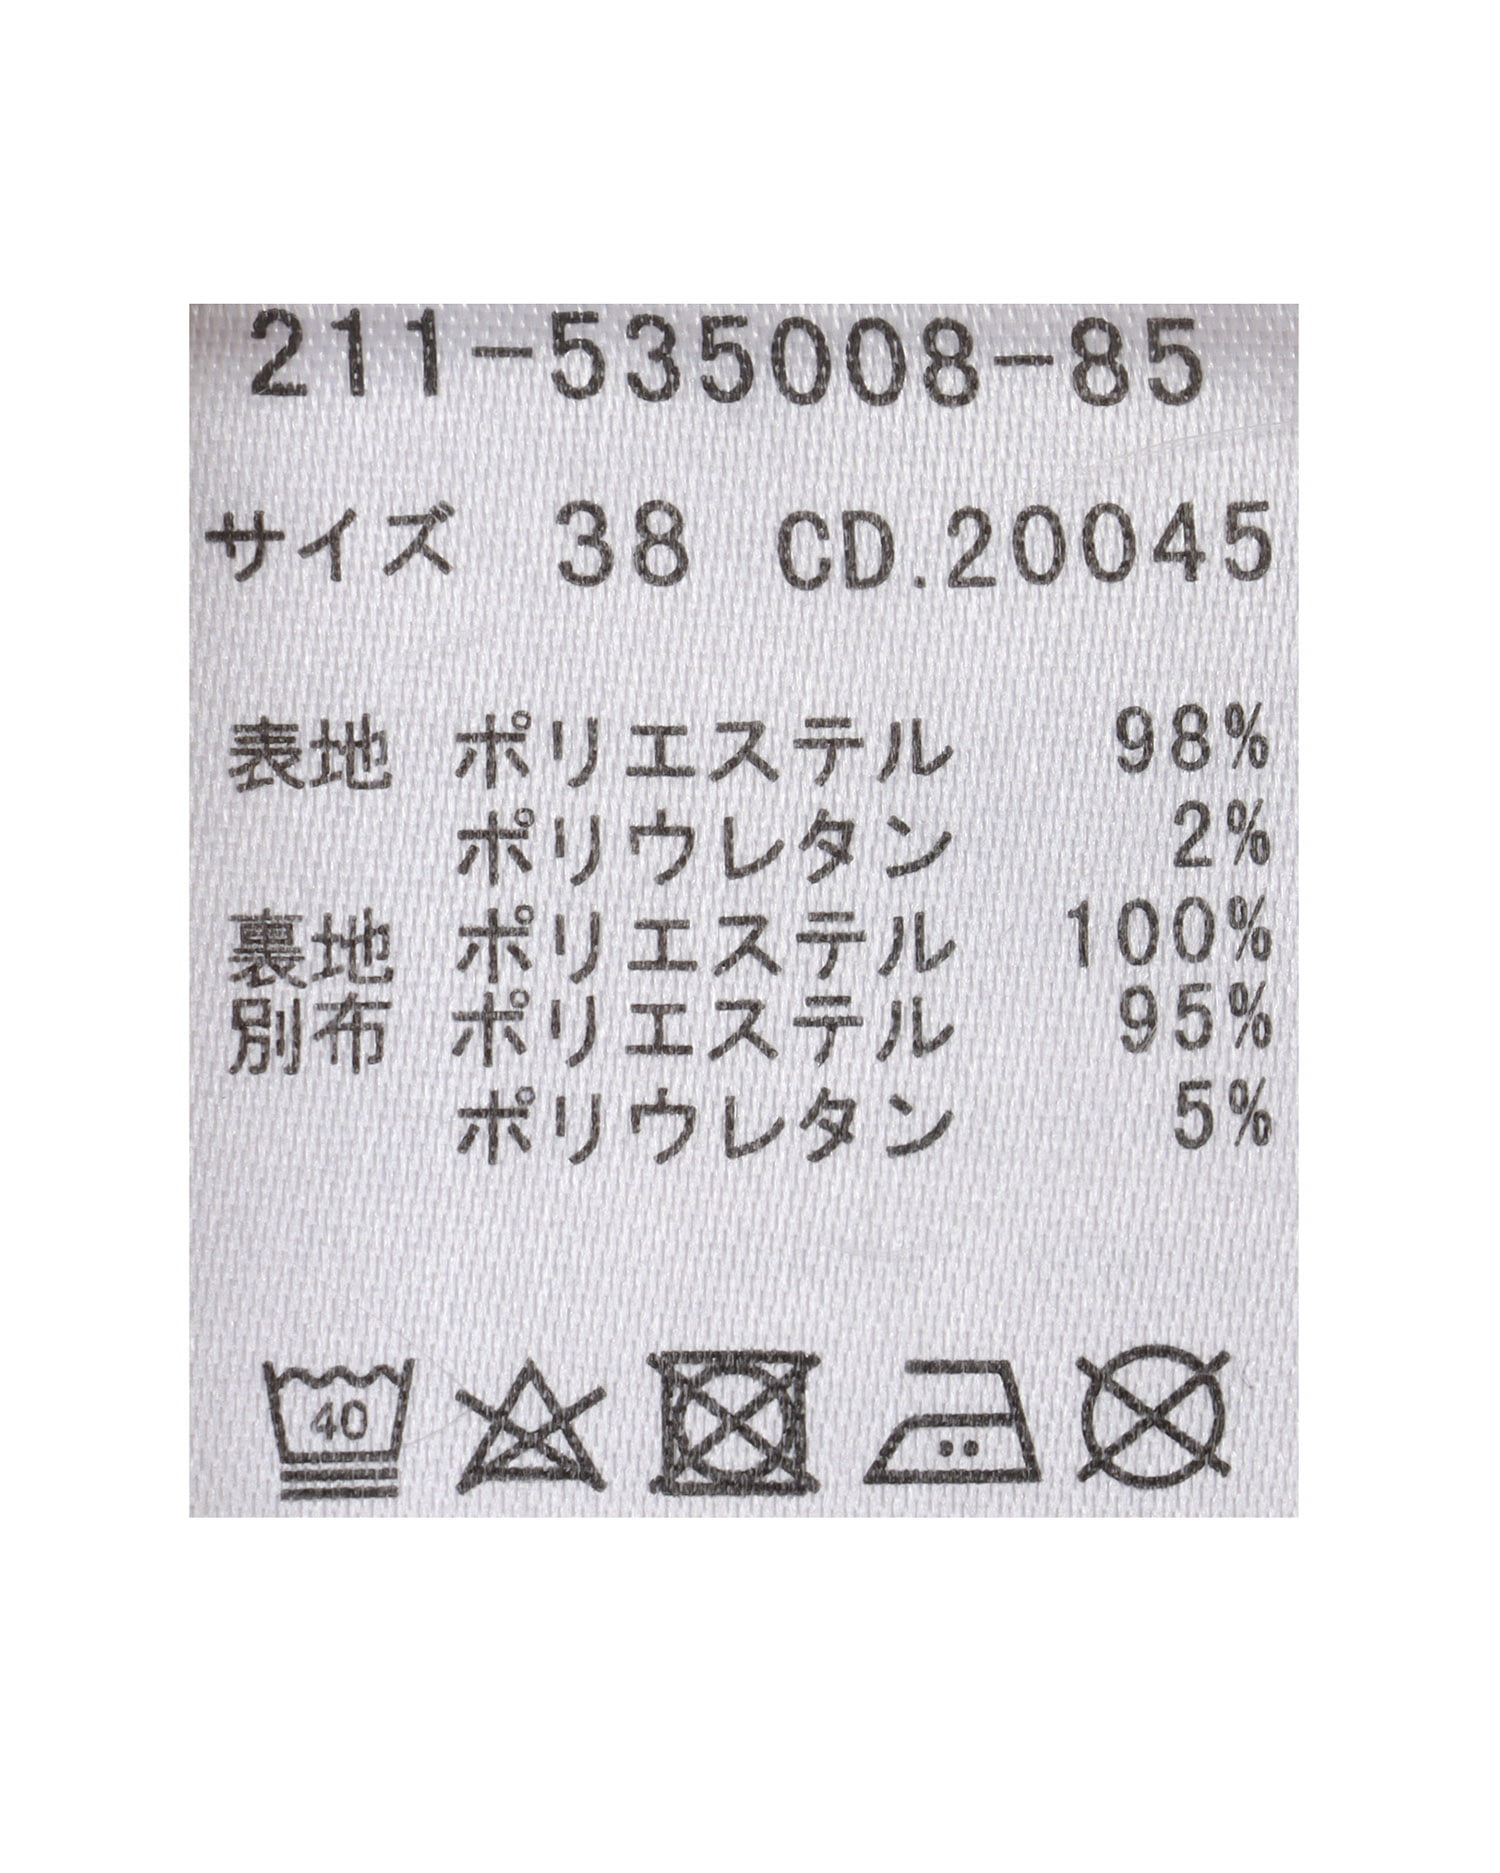 211-535008-85
サイズ 38 CD.20045
表地 ポリエステル 98%
ポリウレタン 2%
裏地 ポリエステル 100%
別布 ポリエステル 95%
ポリウレタン 5%
40